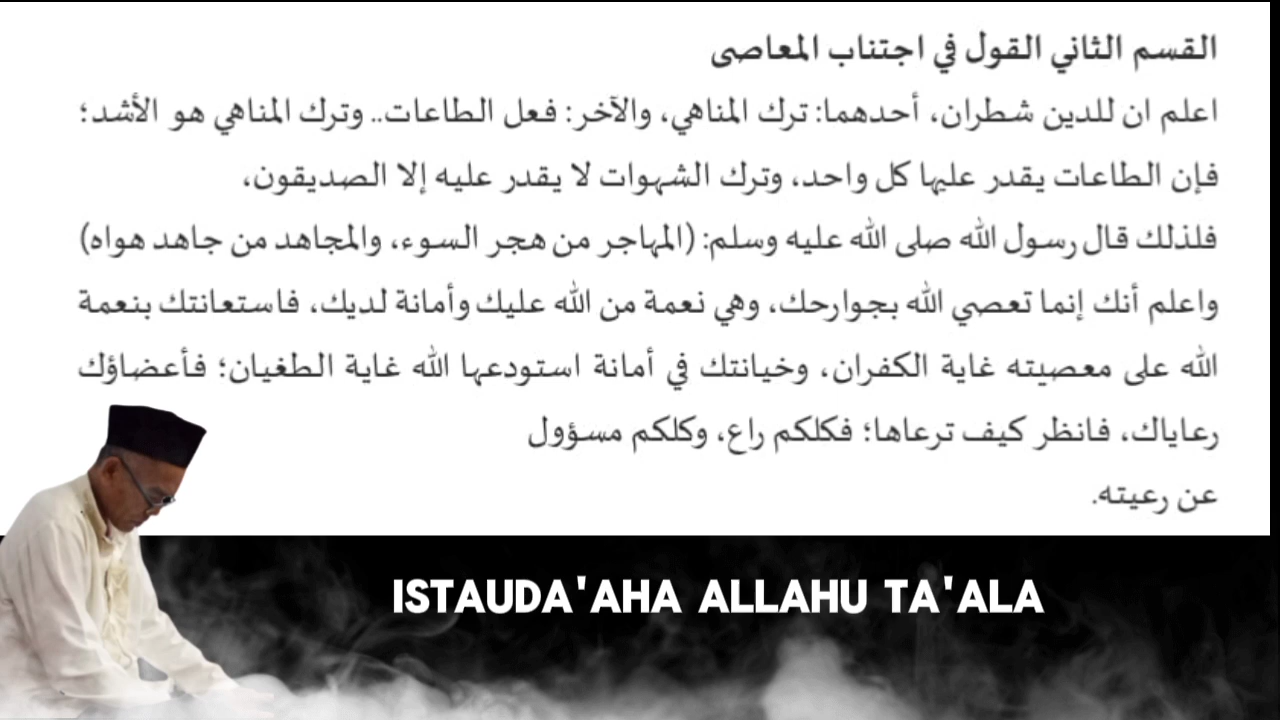 القسم الثاني القول في اجتناب المعاصى
اعلم ان للدين شطران، أحدهما: ترك المناهي، والآخر: فعل الطاعات.. وترك المناهي هو الأشد؛
فإن الطاعات يقدر عليها كل واحد، وترك الشهوات لا يقدر عليه إلا الصديقون،
فلذلك قال رسول الله صلى الله عليه وسلم: (المهاجر من هجر السوء، والمجاهد من جاهد هواه)
واعلم أنك إنما تعصي الله بجوارحك، وهي نعمة من الله عليك وأمانة لديك، فاستعانتك بنعمة
الله على معصيته غاية الكفران، وخيانتك في أمانة استودعها الله غاية الطغيان؛ فأعضاؤك
رعاياك، فانظر كيف ترعاها؛ فكلكم راع، وكلكم مسؤول
عن رعيته.
ISTAUDA'AHA ALLAHU TA'ALA